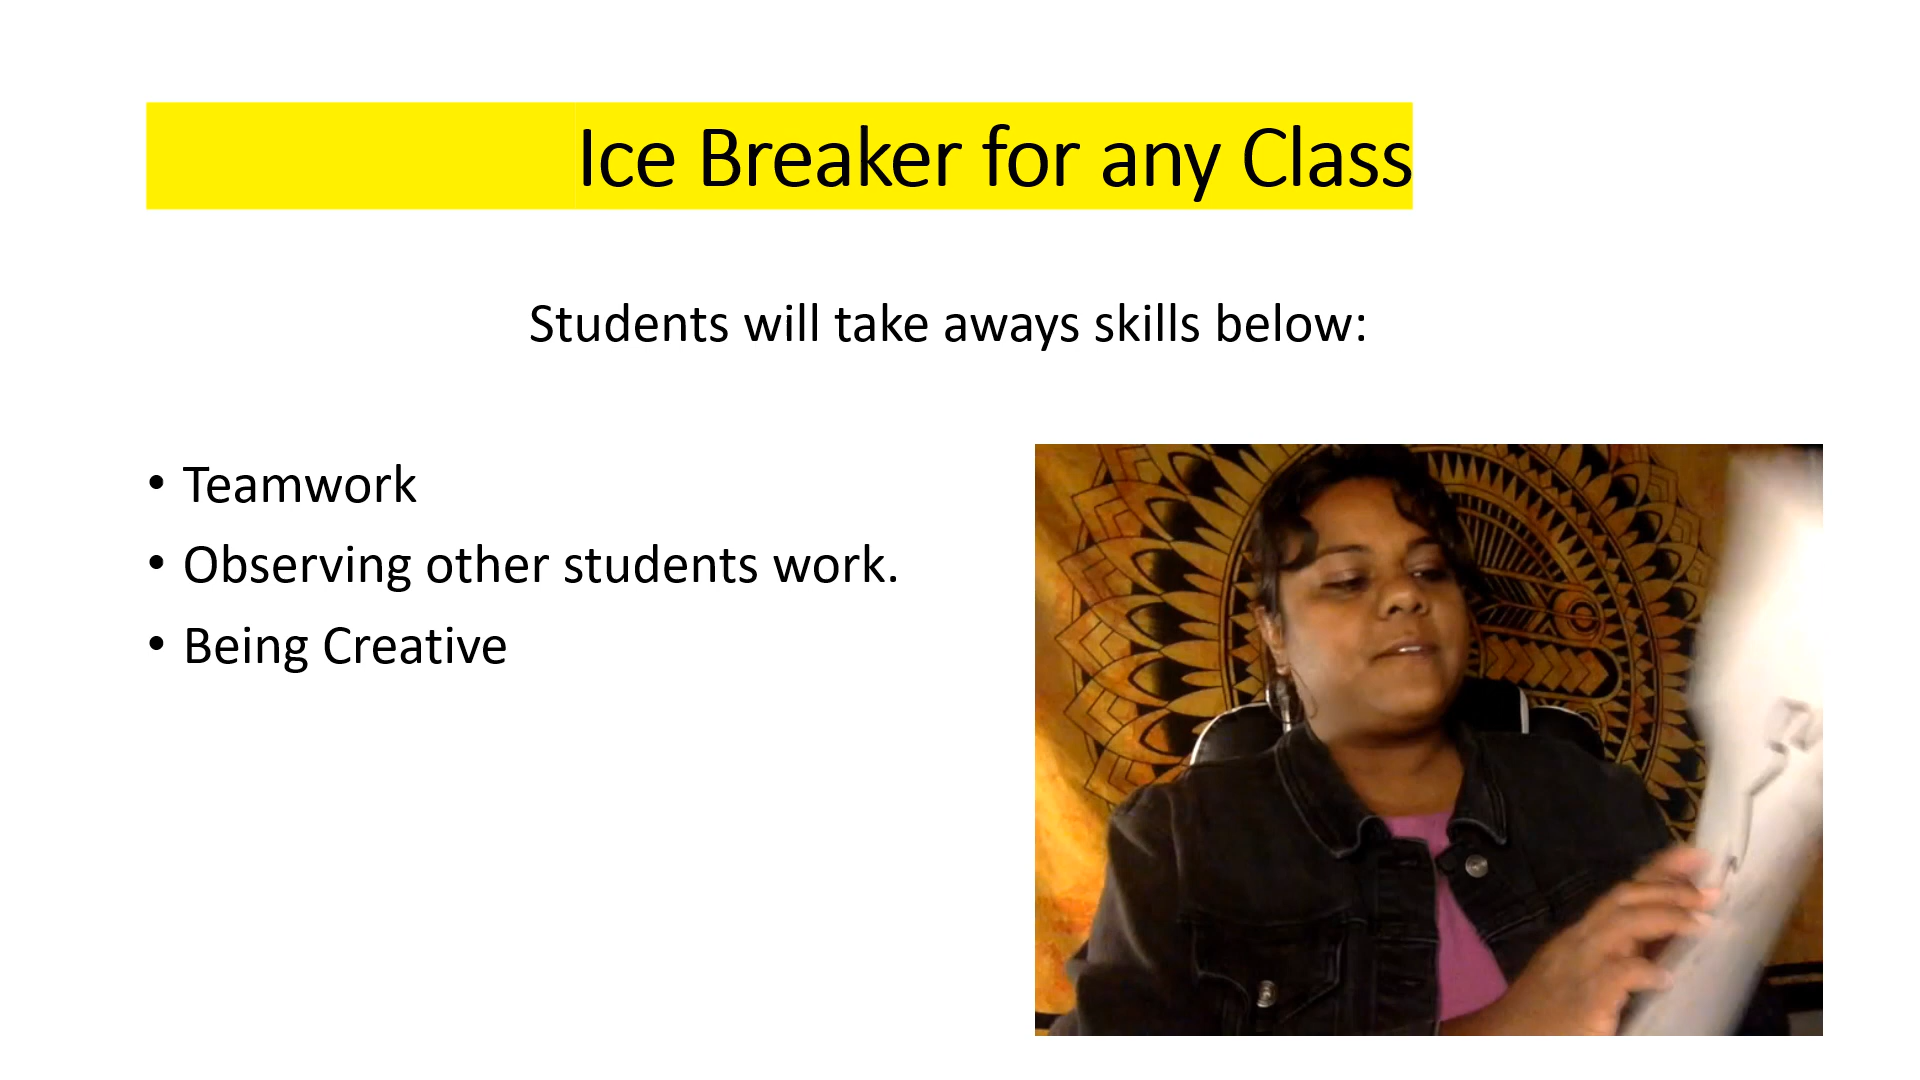 Ice Breaker for any Class
Students will take aways skills below:
• Teamwork
• Observing other students work.
• Being Creative